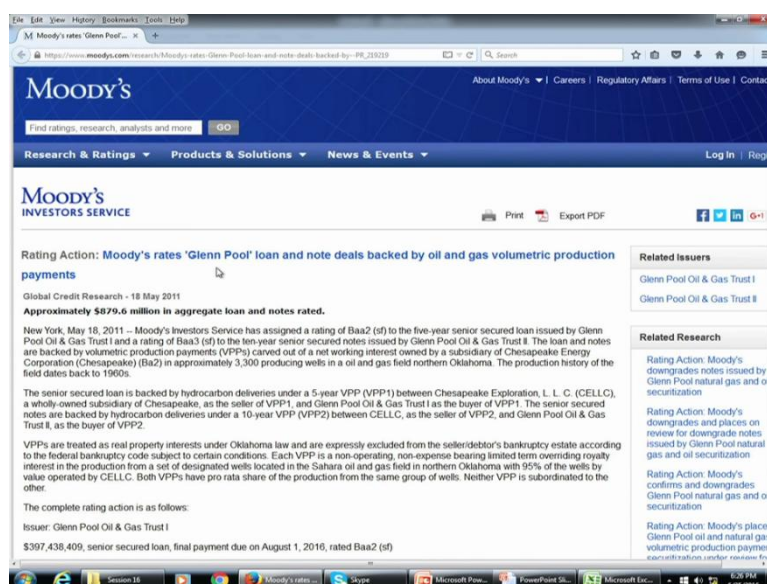 File Edit View History Bookmarks Tools Help
Moody's rates 'Glenn Pool'... × +
https://www.moodys.com/research/Moodys-rates-Glenn-Pool-loan-and-note-deals-backed-by--PR_219219 Search
MOODY'S
About Moody's | Careers | Regulatory Affairs | Terms of Use | Contac
Find ratings, research, analysts and more GO
Research & Ratings Products & Solutions News & Events Log In | Regi
MOODY'S
INVESTORS SERVICE
Print Export PDF
Rating Action: Moody's rates 'Glenn Pool' loan and note deals backed by oil and gas volumetric production
payments
Global Credit Research - 18 May 2011
Approximately $879.6 million in aggregate loan and notes rated.
New York, May 18, 2011 -- Moody's Investors Service has assigned a rating of Baa2 (sf) to the five-year senior secured loan issued by Glenn
Pool Oil & Gas Trust I and a rating of Baa3 (sf) to the ten-year senior secured notes issued by Glenn Pool Oil & Gas Trust II. The loan and notes
are backed by volumetric production payments (VPPs) carved out of a net working interest owned by a subsidiary of Chesapeake Energy
Corporation (Chesapeake) (Ba2) in approximately 3,300 producing wells in a oil and gas field northern Oklahoma. The production history of the
field dates back to 1960s.
The senior secured loan is backed by hydrocarbon deliveries under a 5-year VPP (VPP1) between Chesapeake Exploration, L. L. C. (CELLC),
a wholly-owned subsidiary of Chesapeake, as the seller of VPP1, and Glenn Pool Oil & Gas Trust I as the buyer of VPP1. The senior secured
notes are backed by hydrocarbon deliveries under a 10-year VPP (VPP2) between CELLC, as the seller of VPP2, and Glenn Pool Oil & Gas
Trust II, as the buyer of VPP2.
VPPs are treated as real property interests under Oklahoma law and are expressly excluded from the seller/debtor's bankruptcy estate according
to the federal bankruptcy code subject to certain conditions. Each VPP is a non-operating, non-expense bearing limited term overriding royalty
interest in the production from a set of designated wells located in the Sahara oil and gas field in northern Oklahoma with 95% of the wells by
value operated by CELLC. Both VPPs have pro rata share of the production from the same group of wells. Neither VPP is subordinated to the
other.
The complete rating action is as follows:
Issuer: Glenn Pool Oil & Gas Trust I
$397,438,409, senior secured loan, final payment due on August 1, 2016, rated Baa2 (sf)
Related Issuers
Glenn Pool Oil & Gas Trust I
Glenn Pool Oil & Gas Trust II
Related Research
Rating Action: Moody's
downgrades notes issued by
Glenn Pool natural gas and o
securitization
Rating Action: Moody's
downgrades and places on
review for downgrade notes
issued by Glenn Pool natural
gas and oil securitization
Rating Action: Moody's
confirms and downgrades
Glenn Pool natural gas and o
securitization
Rating Action: Moody's place
Glenn Pool oil and natural ga
volumetric production payme
securitization under review fo
Session 16 Moody's rates ... Skype Microsoft Pow... PowerPoint Sli... Microsoft Exc... 6:26 PM